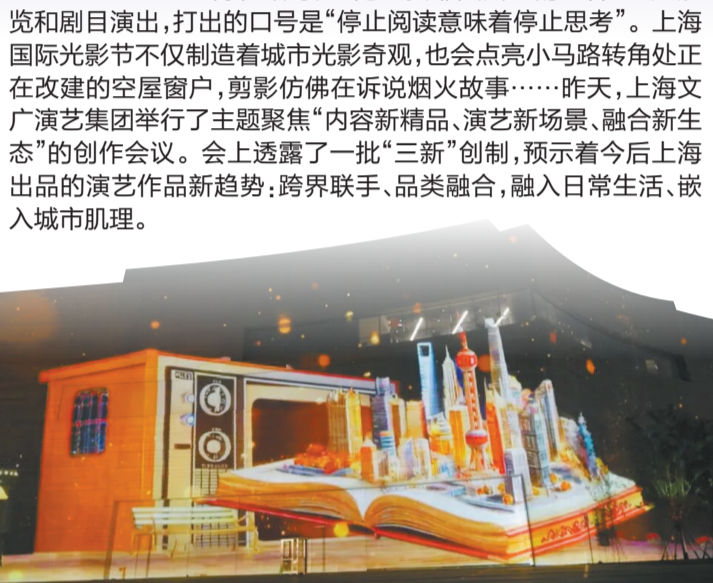 览和剧目演出，打出的口号是“停止阅读意味着停止思考”。上海
国际光影节不仅制造着城市光影奇观，也会点亮小马路转角处正
在改建的空屋窗户，剪影仿佛在诉说烟火故事……昨天，上海文
广演艺集团举行了主题聚焦“内容新精品、演艺新场景、融合新生
态”的创作会议。会上透露了一批“三新”创制，预示着今后上海
出品的演艺作品新趋势：跨界联手、品类融合，融入日常生活、嵌
入城市肌理。